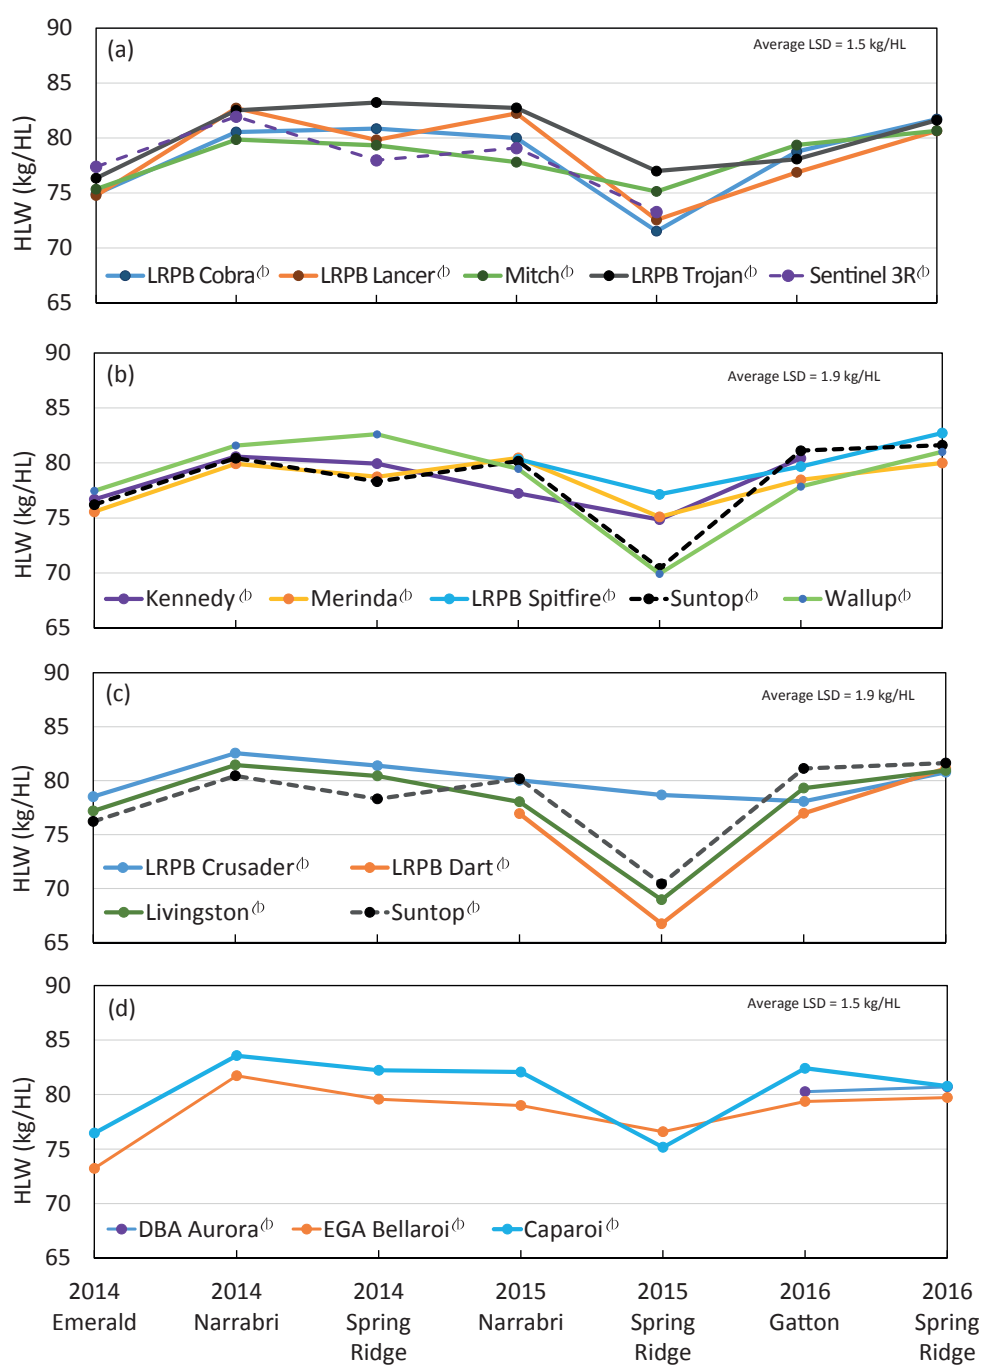 90
(a)
Average LSD = 1.5 kg/HL
85
80
75
70
65
HLW (kg/HL)
LRPB Cobra LRPB Lancer Mitch LRPB Trojan Sentinel 3R
90
(b)
Average LSD = 1.9 kg/HL
85
80
75
70
65
HLW (kg/HL)
Kennedy Merinda LRPB Spitfire Suntop Wallup
90
(c)
Average LSD = 1.9 kg/HL
85
80
75
70
65
HLW (kg/HL)
LRPB Crusader LRPB Dart
Livingston Suntop
90
(d)
Average LSD = 1.5 kg/HL
85
80
75
70
65
HLW (kg/HL)
DBA Aurora EGA Bellaroi Caparoi
2014 2014 2014 2015 2015 2016 2016
Emerald Narrabri Spring Narrabri Spring Gatton Spring
Ridge Ridge Ridge